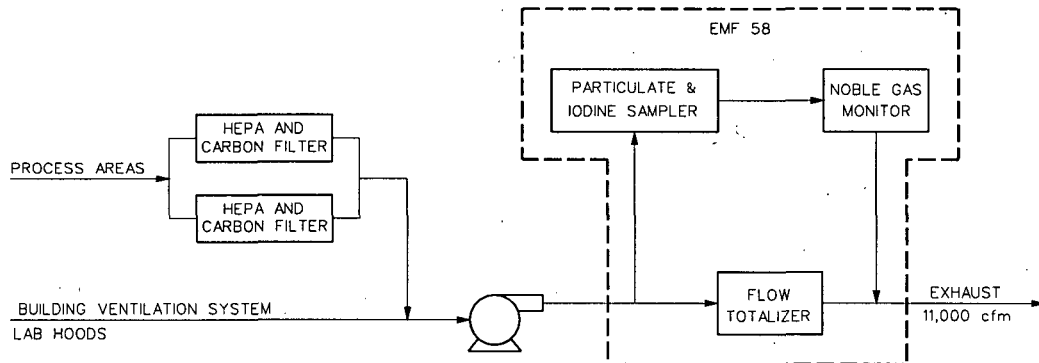 EMF 58
PARTICULATE &
IODINE SAMPLER
NOBLE GAS
MONITOR
HEPA AND
CARBON FILTER
PROCESS AREAS
HEPA AND
CARBON FILTER
BUILDING VENTILATION SYSTEM
LAB HOODS
FLOW
TOTALIZER
EXHAUST
11,000 cfm